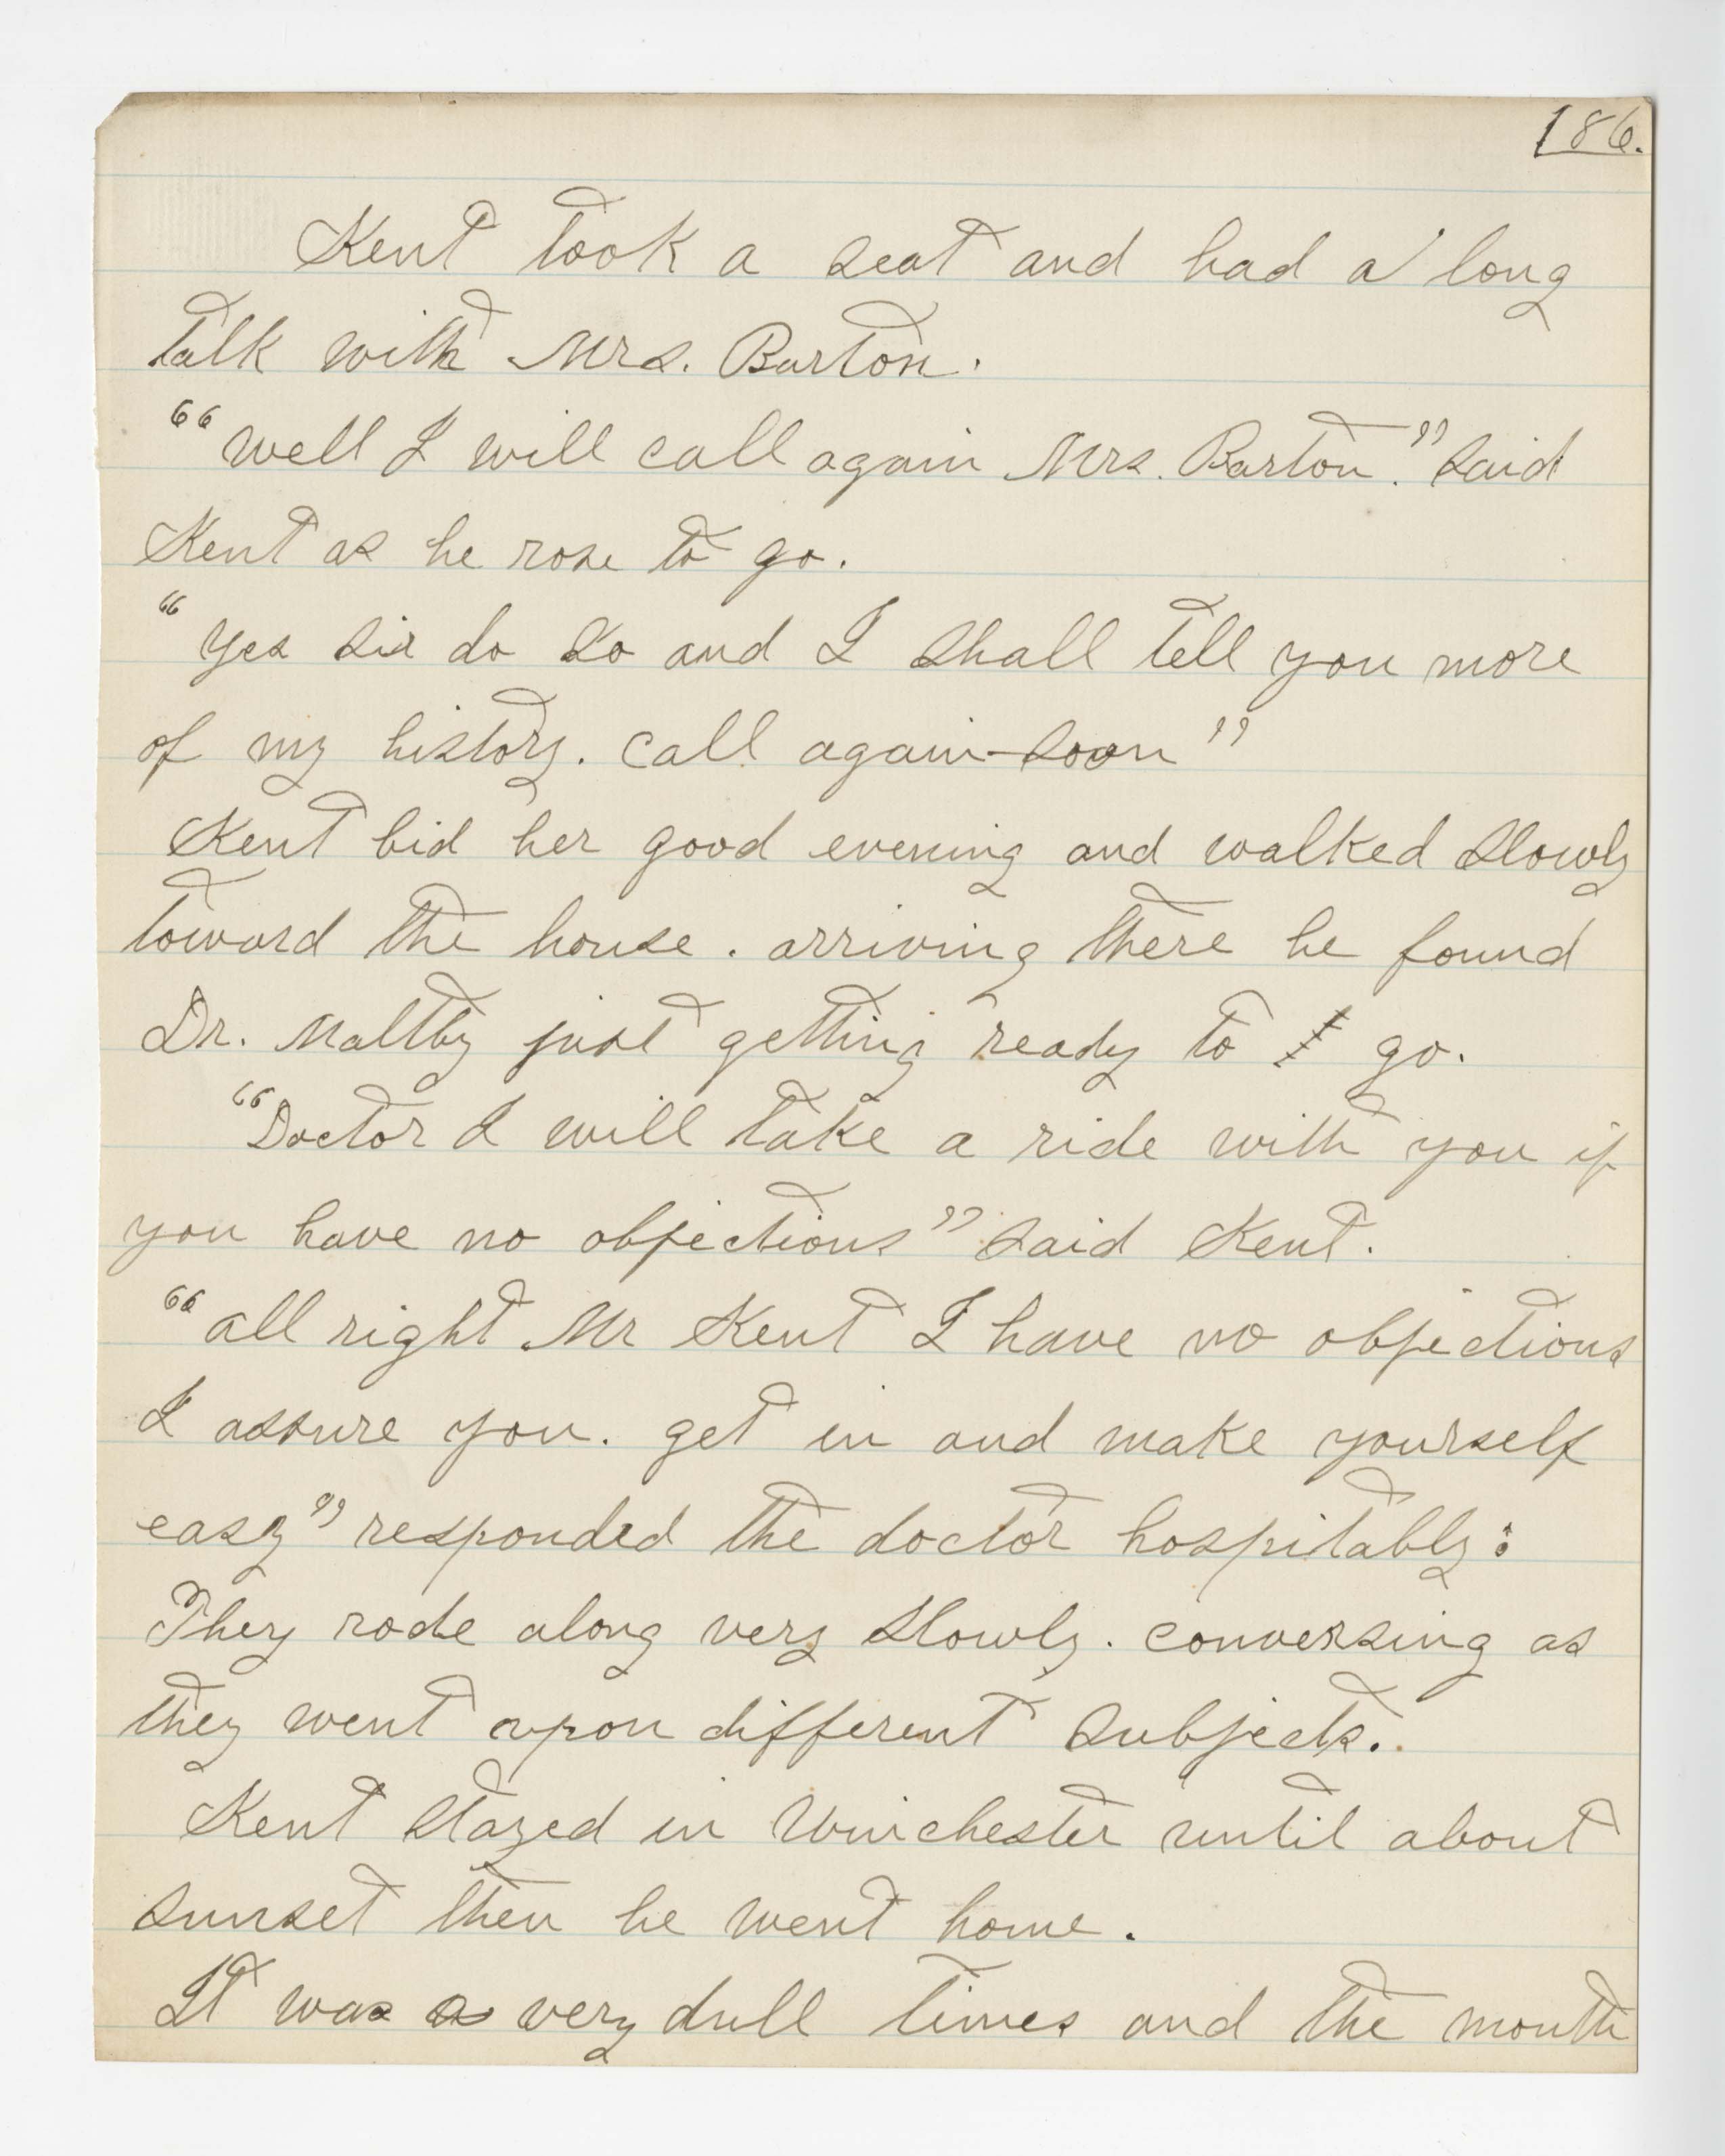 186.
Kent took a seat and had a long
talk with Mrs. Barton.
"well I will call again Mrs. Barton." said
Kent as he rose to go.
"yes sir do so and I shall tell you more
of my history. call again soon"
Kent bid her good evening and walked slowly
toward the house. arriving there he found
Dr. Maltby just getting ready to go.
"Doctor I will take a ride with you if
you have no objections" said Kent.
"all right Mr Kent I have no objections
I assure you. get in and make yourself
easy" responded the doctor hospitably:
They rode along very slowly. conversing as
they went upon different subjects.
Kent stayed in Winchester until about
sunset then he went home.
It was very dull times and the month